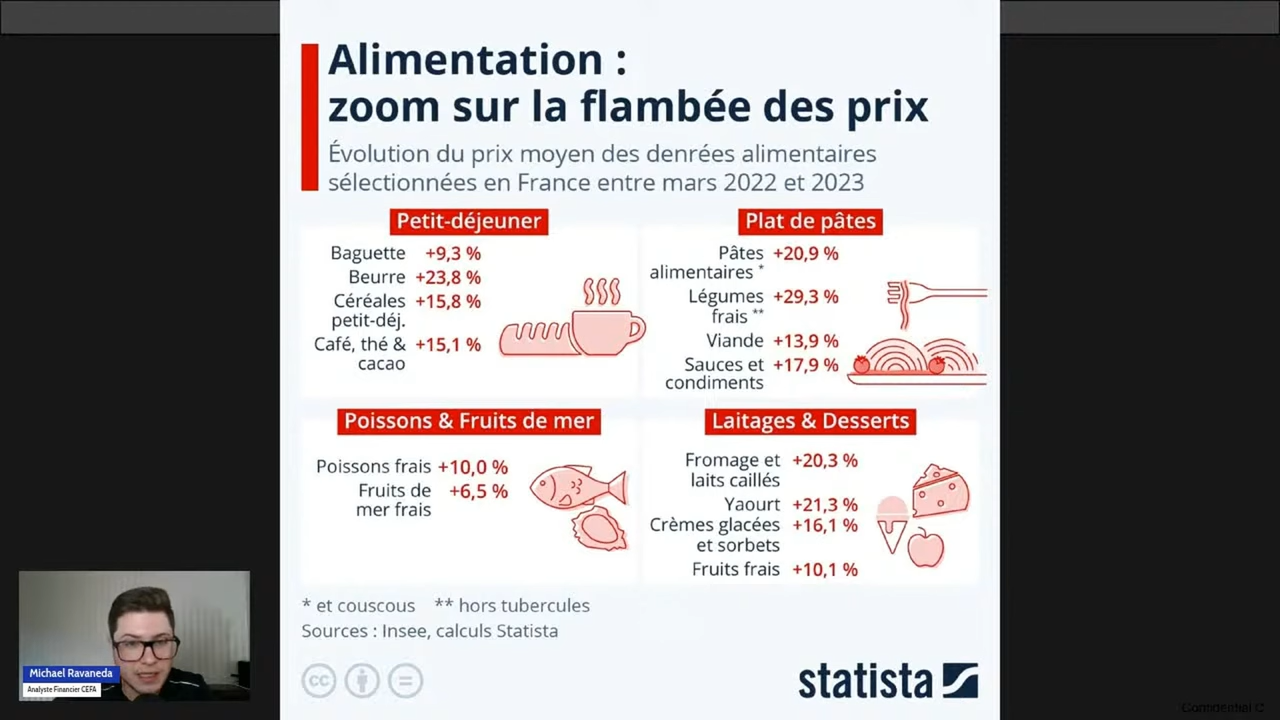 Alimentation :
zoom sur la flambée des prix
Évolution du prix moyen des denrées alimentaires
sélectionnées en France entre mars 2022 et 2023
Petit-déjeuner
Baguette +9,3 %
Beurre +23,8 %
Céréales +15,8 %
petit-déj.
Café, thé & +15,1 %
cacao
Plat de pâtes
Pâtes +20,9 %
alimentaires *
Légumes +29,3 %
frais **
Viande +13,9 %
Sauces et +17,9 %
condiments
Poissons & Fruits de mer
Poissons frais +10,0 %
Fruits de +6,5 %
mer frais
Laitages & Desserts
Fromage et +20,3 %
laits caillés
Yaourt +21,3 %
Crèmes glacées +16,1 %
et sorbets
Fruits frais +10,1 %
* et couscous ** hors tubercules
Sources : Insee, calculs Statista
cc
statista
Michael Ravaneda
Analyste Financier CEFA
Confidential C